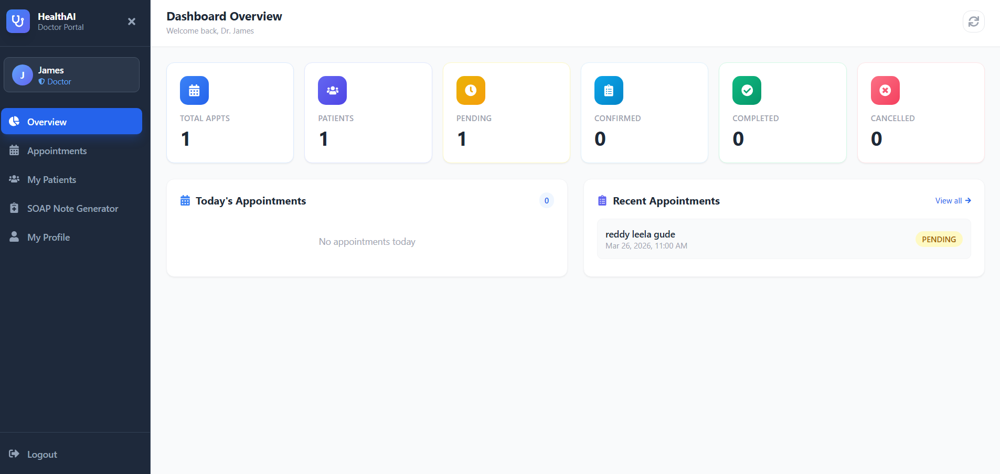 HealthAI
Doctor Portal
J
James
Doctor
Overview
Appointments
My Patients
SOAP Note Generator
My Profile
Logout
Dashboard Overview
Welcome back, Dr. James
TOTAL APPTS
1
PATIENTS
1
PENDING
1
CONFIRMED
0
COMPLETED
0
CANCELLED
0
Today's Appointments
0
No appointments today
Recent Appointments
View all
reddy leela gude
Mar 26, 2026, 11:00 AM
PENDING